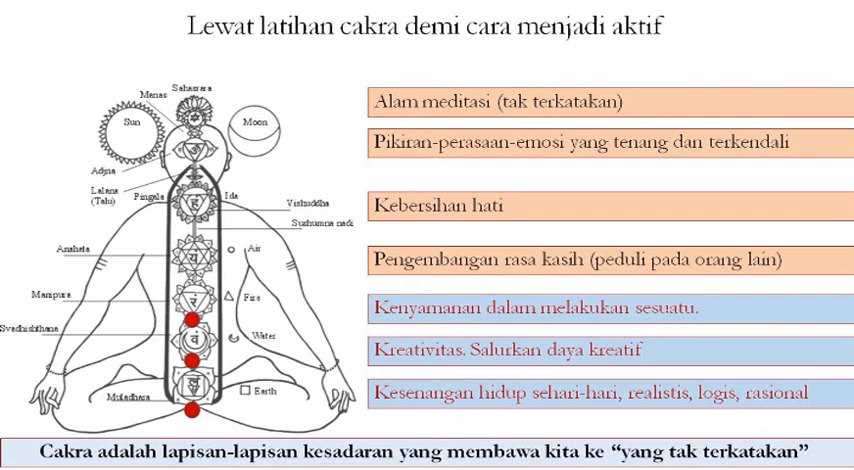 Lewat latihan cakra demi cara menjadi aktif
Sahasrara
Manas
Sun
Moon
Adjna
Lalana
(Talu)
Pingala
Ida
Vishuddha
Sushumna nadi
Anahata
Air
Manipura
Fire
Svadhishthana
Water
Muladhara
Earth
Alam meditasi (tak terkatakan)
Pikiran-perasaan-emosi yang tenang dan terkendali
Kebersihan hati
Pengembangan rasa kasih (peduli pada orang lain)
Kenyamanan dalam melakukan sesuatu.
Kreativitas. Salurkan daya kreatif
Kesenangan hidup sehari-hari, realistis, logis, rasional
Cakra adalah lapisan-lapisan kesadaran yang membawa kita ke “yang tak terkatakan”